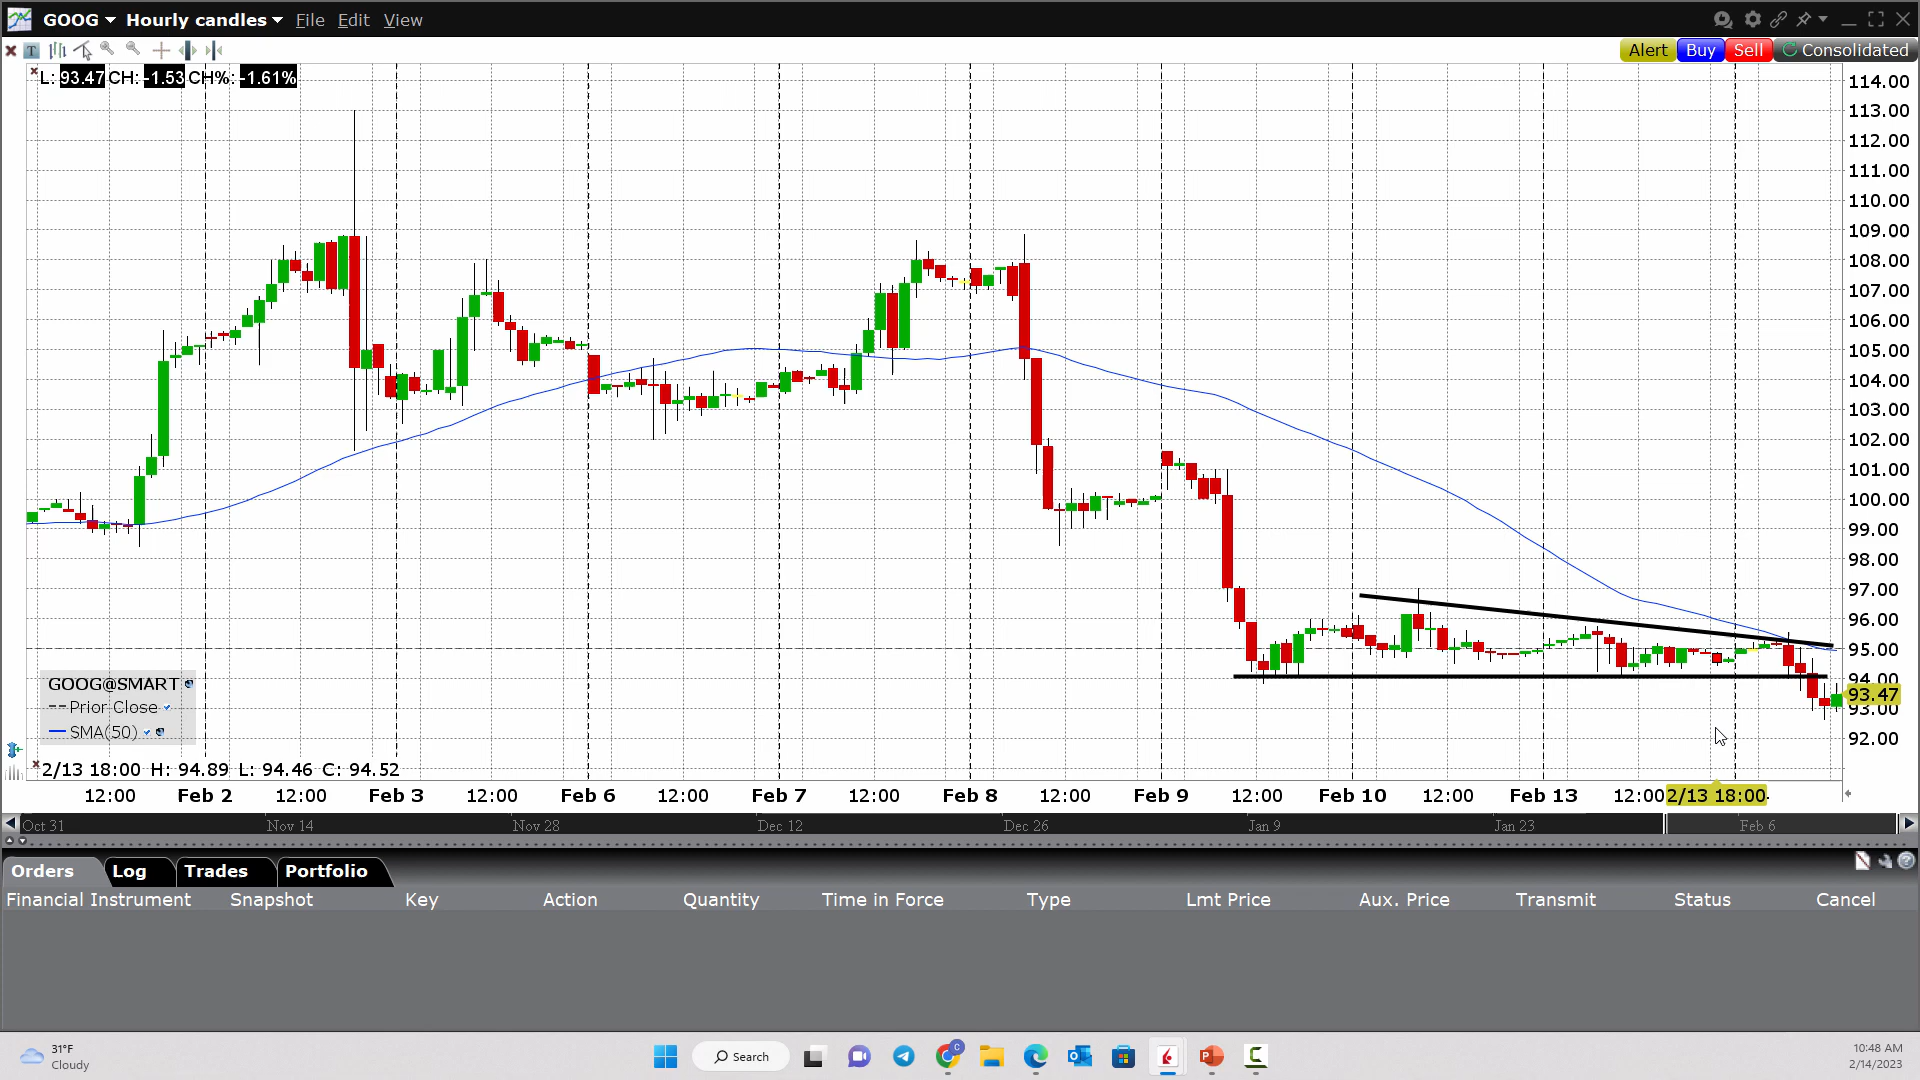 GOOG Hourly candles File Edit View
T
Alert Buy Sell Consolidated
L: 93.47 CH: -1.53 CH%: -1.61%
114.00
113.00
112.00
111.00
110.00
109.00
108.00
107.00
106.00
105.00
104.00
103.00
102.00
101.00
100.00
99.00
98.00
97.00
96.00
95.00
94.00
93.47
93.00
92.00
GOOG@SMART
Prior Close
SMA(50)
2/13 18:00 H: 94.89 L: 94.46 C: 94.52
12:00 Feb 2 12:00 Feb 3 12:00 Feb 6 12:00 Feb 7 12:00 Feb 8 12:00 Feb 9 12:00 Feb 10 12:00 Feb 13 12:00 2/13 18:00
Oct 31 Nov 14 Nov 28 Dec 12 Dec 26 Jan 9 Jan 23 Feb 6
Orders Log Trades Portfolio
Financial Instrument Snapshot Key Action Quantity Time in Force Type Lmt Price Aux. Price Transmit Status Cancel
31°F
Cloudy
Search
C
10:48 AM
2/14/2023